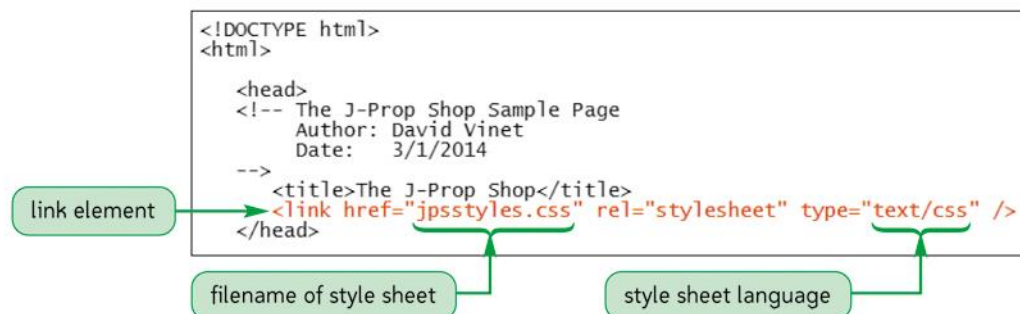 <!DOCTYPE html>
<html>
<head>
<!-- The J-Prop Shop Sample Page
Author: David Vinet
Date: 3/1/2014
-->
<title>The J-Prop Shop</title>
link element
<link href="jpsstyles.css" rel="stylesheet" type="text/css" />
</head>
filename of style sheet
style sheet language